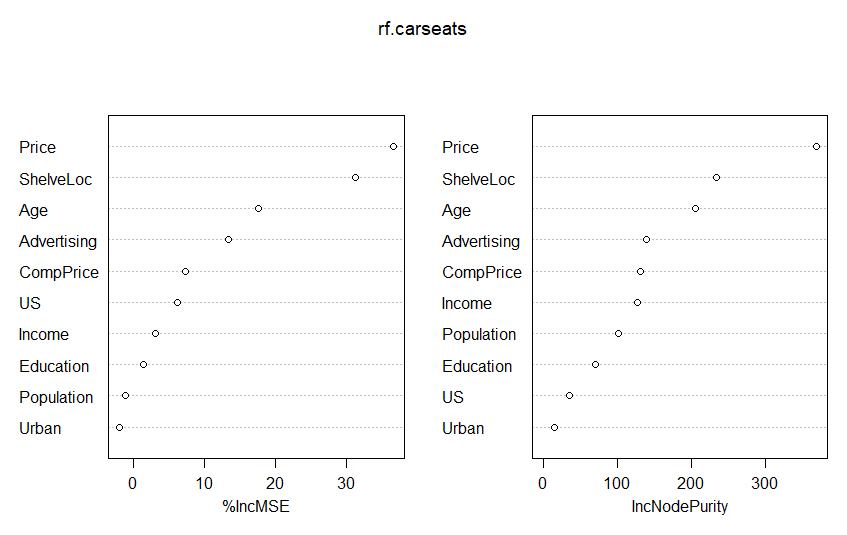 rf.carseats
Price
ShelveLoc
Age
Advertising
CompPrice
US
Income
Education
Population
Urban
0 10 20 30
%IncMSE
Price
ShelveLoc
Age
Advertising
CompPrice
Income
Population
Education
US
Urban
0 100 200 300
IncNodePurity